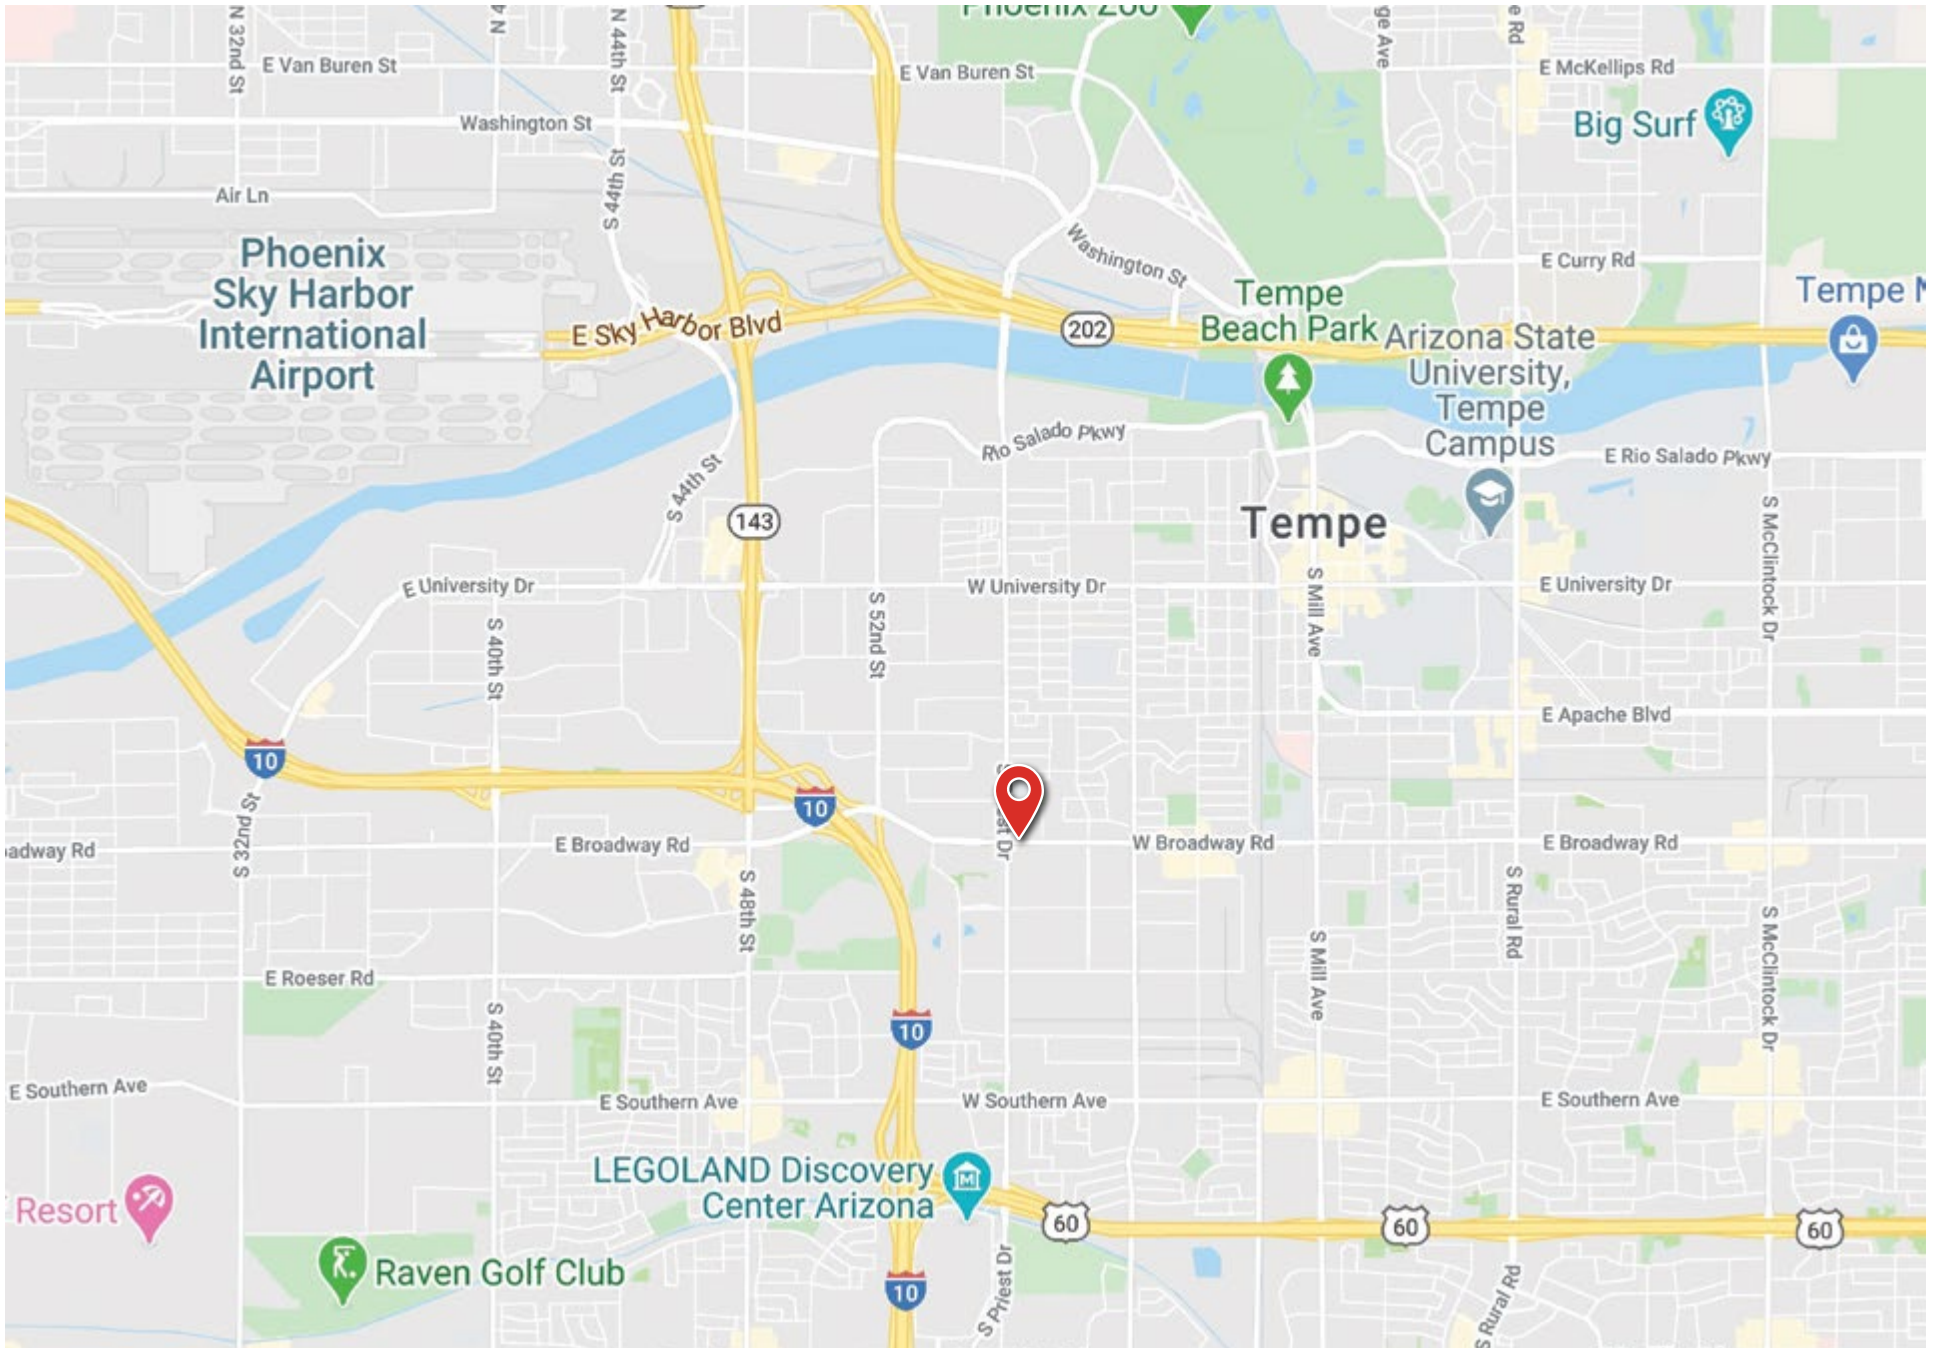 Phoenix Zoo
N 32nd St
N 44th St
E Van Buren St
E Van Buren St
E McKellips Rd
Big Surf
Washington St
S 44th St
Air Ln
Phoenix
Sky Harbor
International
Airport
E Sky Harbor Blvd
Washington St
E Curry Rd
202
Tempe
Beach Park
Arizona State
University,
Tempe
Campus
Rio Salado Pkwy
E Rio Salado Pkwy
S 44th St
143
Tempe
S McClintock Dr
E University Dr
W University Dr
E University Dr
S 52nd St
S Mill Ave
S 40th St
E Apache Blvd
10
10
S 32nd St
adway Rd
E Broadway Rd
W Broadway Rd
E Broadway Rd
st Dr
S 48th St
S Rural Rd
S Mill Ave
S McClintock Dr
E Roeser Rd
S 40th St
10
E Southern Ave
E Southern Ave
W Southern Ave
E Southern Ave
LEGOLAND Discovery
Center Arizona
60
60
60
Resort
Raven Golf Club
10
S Priest Dr
S Rural Rd